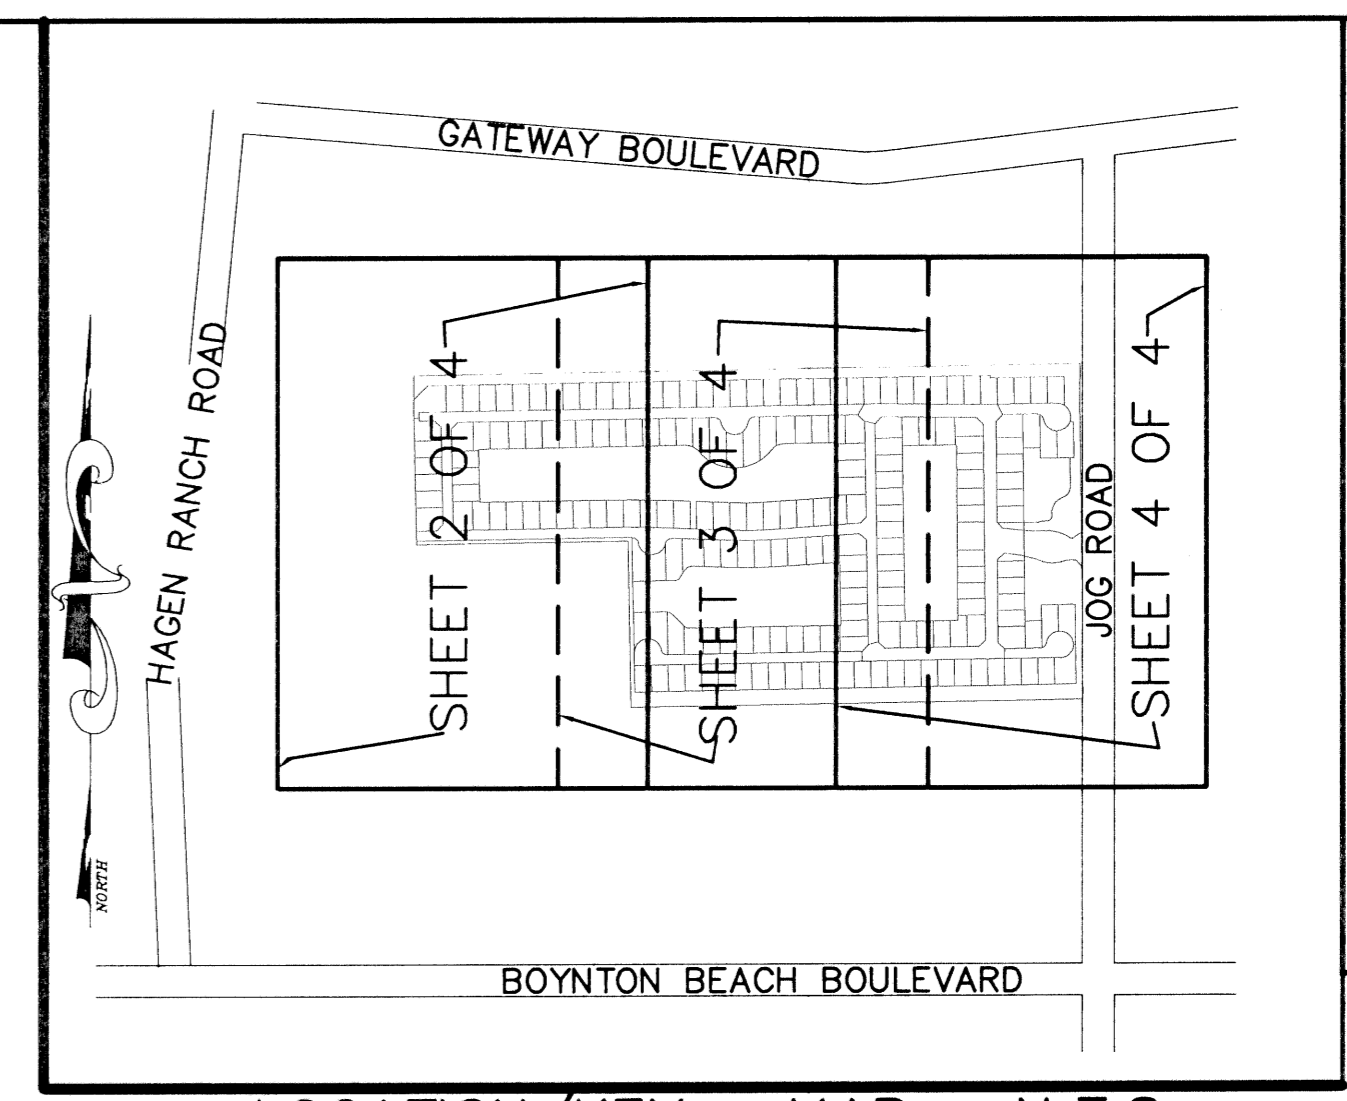 GATEWAY BOULEVARD
HAGEN RANCH ROAD
SHEET 2 OF 4
SHEET 3 OF 4
SHEET 4 OF 4
JOG ROAD
NORTH
BOYNTON BEACH BOULEVARD